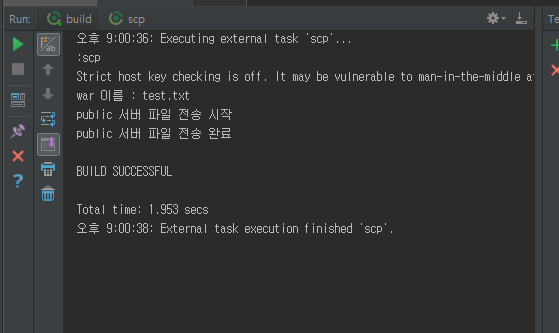 Run: build scp
Te
오후 9:00:36: Executing external task 'scp'...
:scp
Strict host key checking is off. It may be vulnerable to man-in-the-middle at
war 이름 : test.txt
public 서버 파일 전송 시작
public 서버 파일 전송 완료
BUILD SUCCESSFUL
Total time: 1.953 secs
오후 9:00:38: External task execution finished 'scp'.